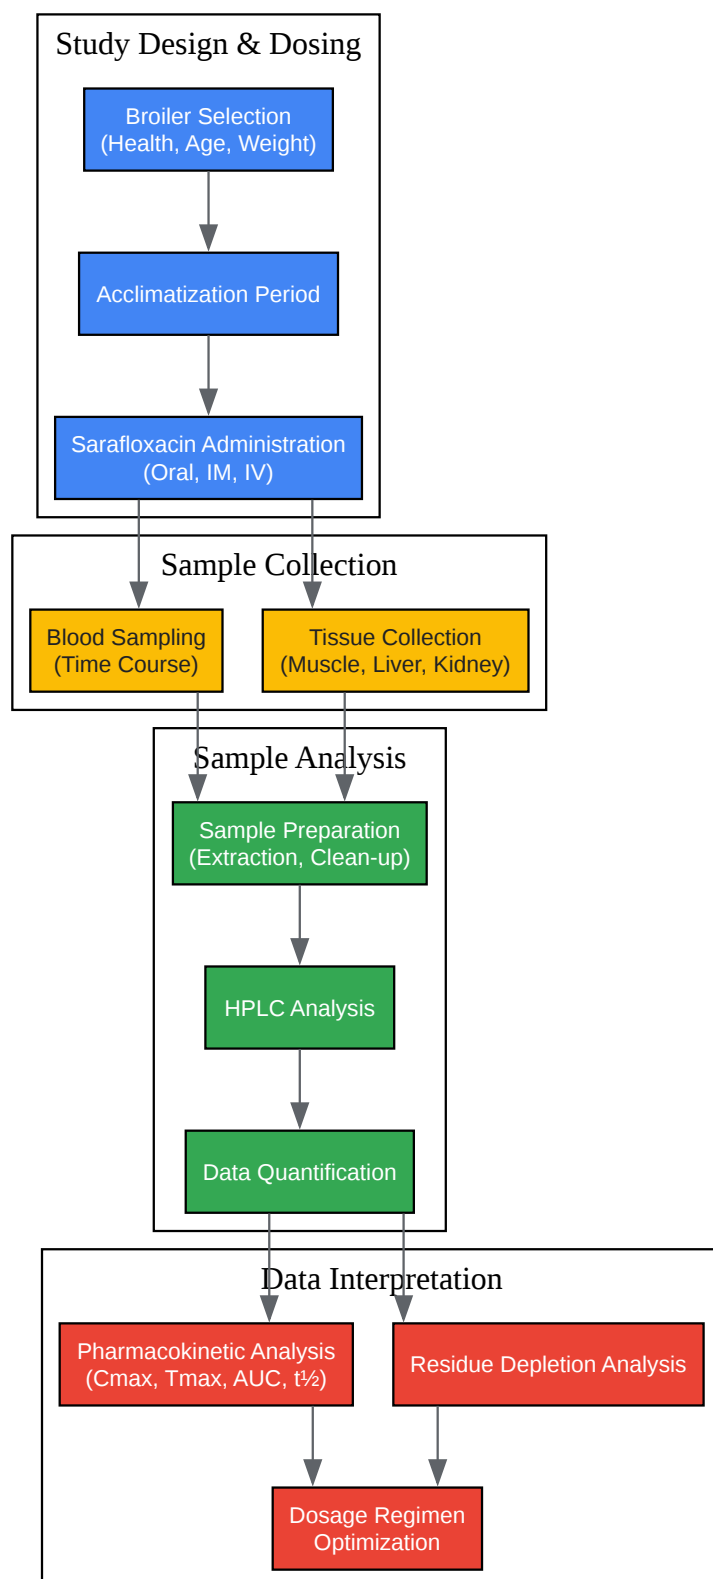 Study Design & Dosing
Broiler Selection
(Health, Age, Weight)
Acclimatization Period
Sarafloxacin Administration
(Oral, IM, IV)
Sample Collection
Blood Sampling
(Time Course)
Tissue Collection
(Muscle, Liver, Kidney)
Sample Analysis
Sample Preparation
(Extraction, Clean-up)
HPLC Analysis
Data Quantification
Data Interpretation
Pharmacokinetic Analysis
(Cmax, Tmax, AUC, t½)
Residue Depletion Analysis
Dosage Regimen
Optimization